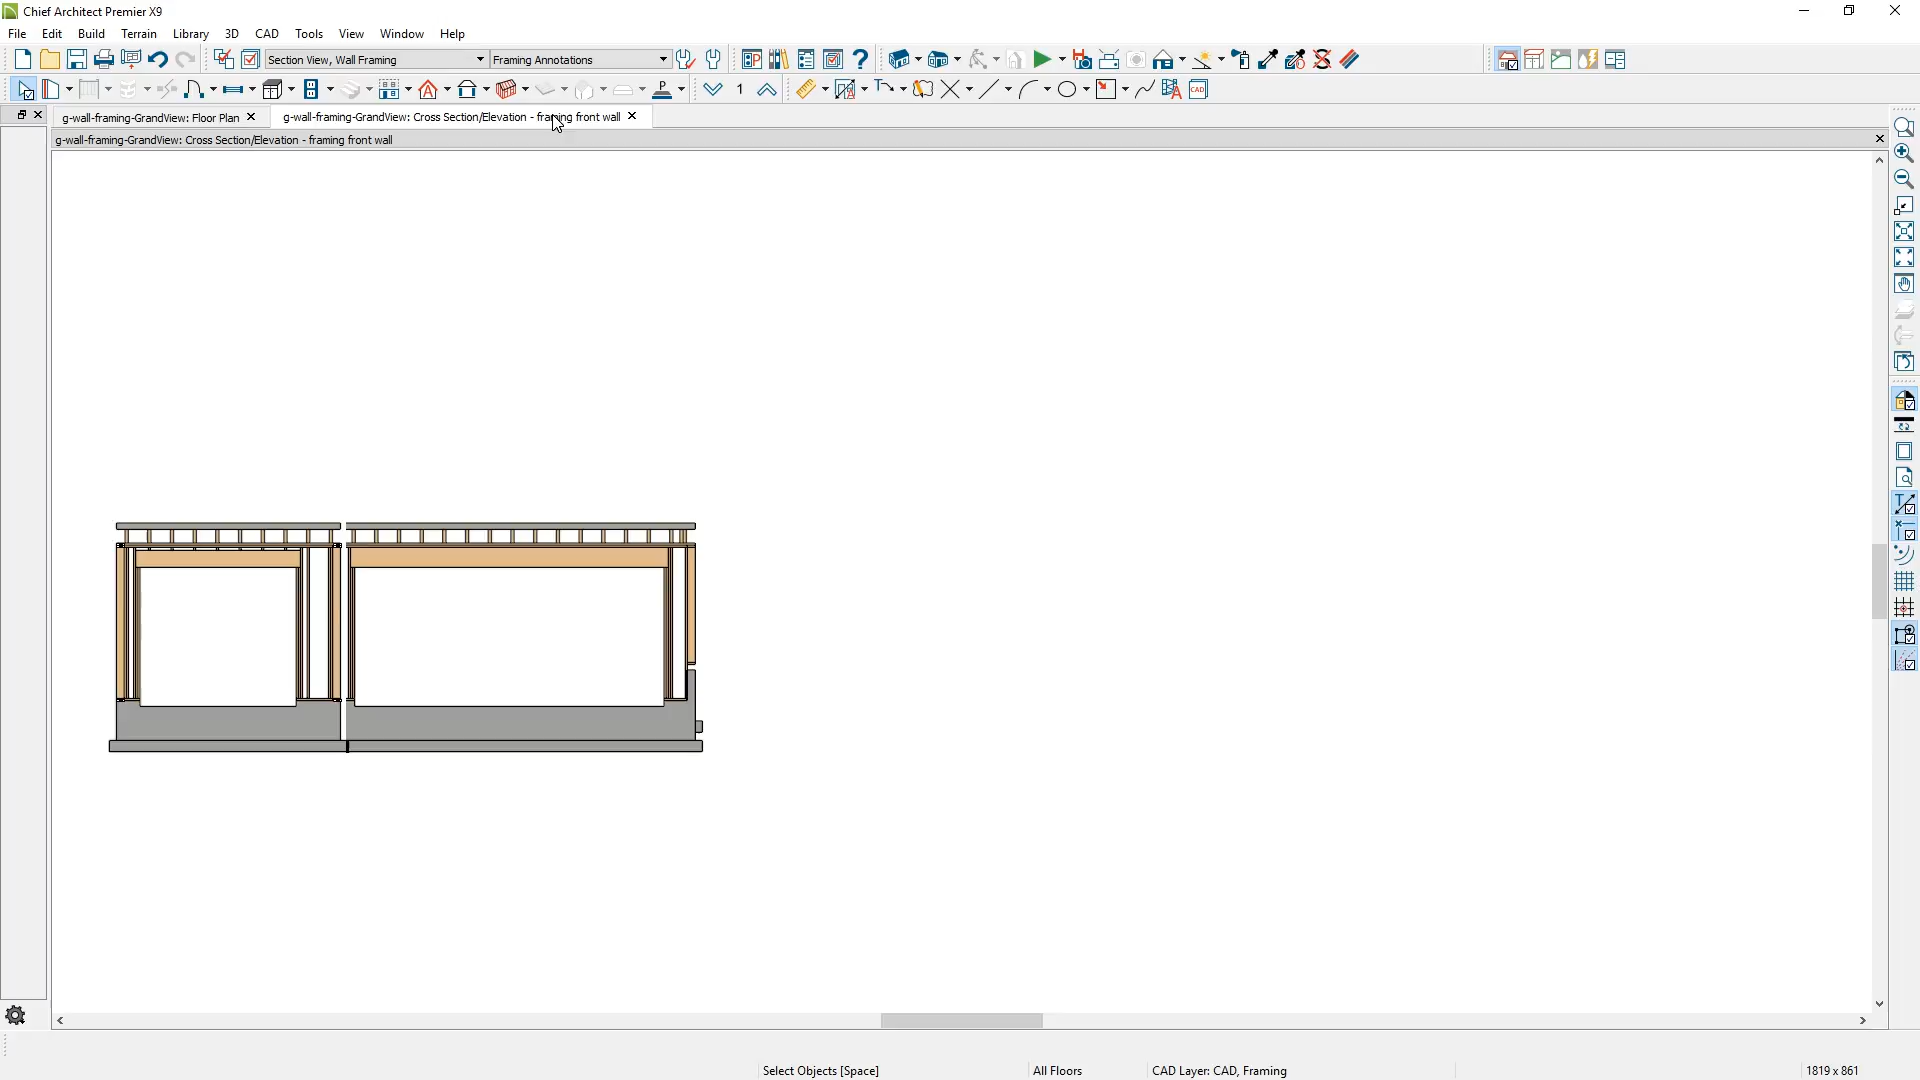 Chief Architect Premier X9
File Edit Build Terrain Library 3D CAD Tools View Window Help
Section View, Wall Framing Framing Annotations
1 CAD
g-wall-framing-GrandView: Floor Plan g-wall-framing-GrandView: Cross Section/Elevation - framing front wall
g-wall-framing-GrandView: Cross Section/Elevation - framing front wall
Select Objects [Space] All Floors CAD Layer: CAD, Framing 1819 x 861